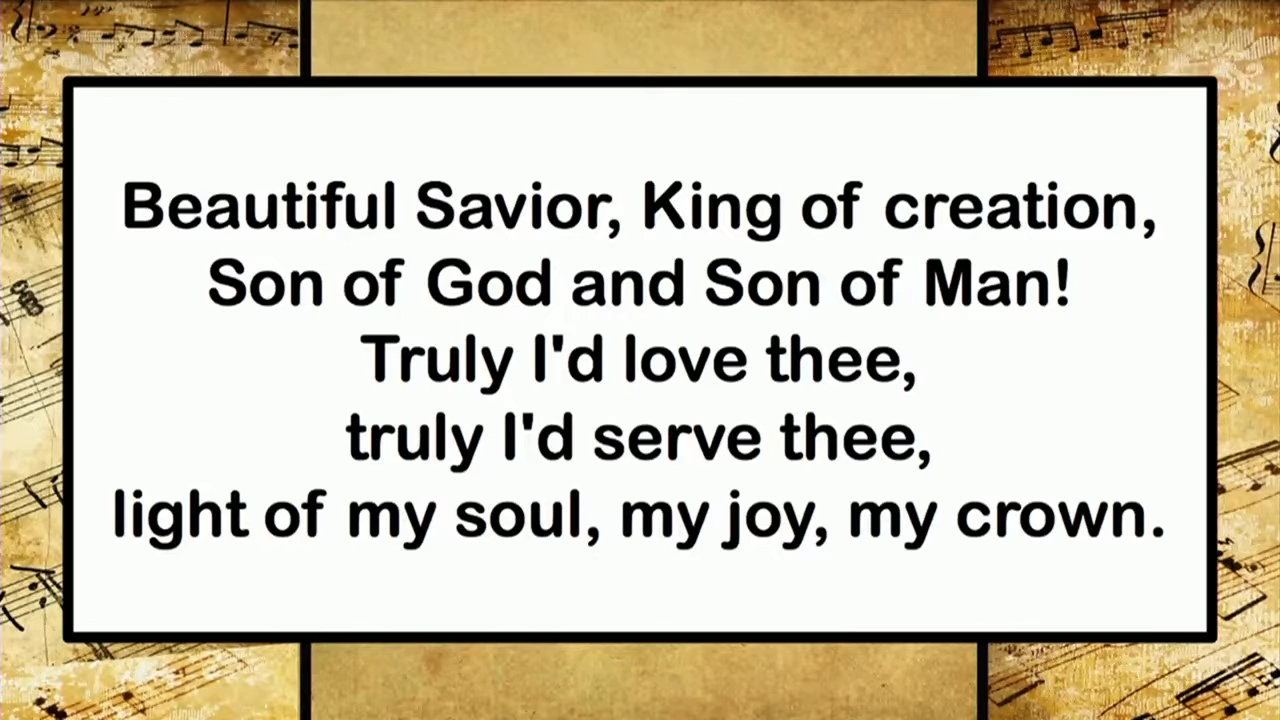 Beautiful Savior, King of creation,
Son of God and Son of Man!
Truly I'd love thee,
truly I'd serve thee,
light of my soul, my joy, my crown.